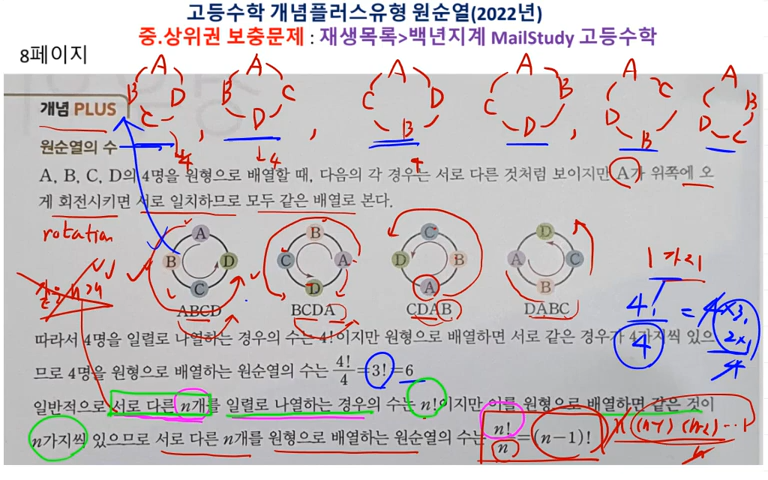 고등수학 개념플러스유형 원순열(2022년)
중.상위권 보충문제 : 재생목록>백년지계 MailStudy 고등수학
8페이지
A B C D
A B D C
A C B D
A C D B
A D B C
A B D C
개념 PLUS
원순열의 수
4 4 4
A, B, C, D의 4명을 원형으로 배열할 때, 다음의 각 경우는 서로 다른 것처럼 보이지만 A가 위쪽에 오
게 회전시키면 서로 일치하므로 모두 같은 배열로 본다.
rotation
A B C D
B C D A
C D A B
D A B C
ABCD BCDA CDAB DABC
1가지
4!/4 = 4×3×2×1/4
따라서 4명을 일렬로 나열하는 경우의 수는 4!이지만 원형으로 배열하면 서로 같은 경우가 4가지씩 있으
므로 4명을 원형으로 배열하는 원순열의 수는 4!/4=3!=6
일반적으로 서로 다른 n개를 일렬로 나열하는 경우의 수는 n!이지만 이를 원형으로 배열하면 같은 것이
n가지씩 있으므로 서로 다른 n개를 원형으로 배열하는 원순열의 수는 n!/n=(n-1)!
n(n-1)(n-2)…1/n